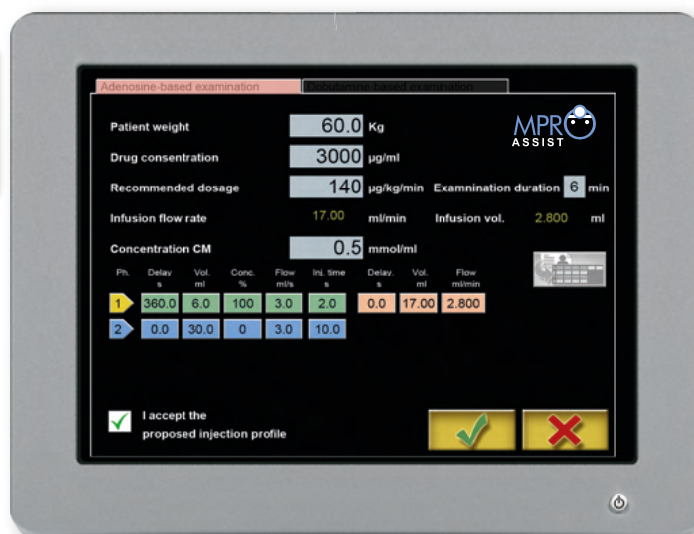 Adenosine-based examination Dobutamine-based examination
MPR
ASSIST
Patient weight 60.0 Kg
Drug consentration 3000 µg/ml
Recommended dosage 140 µg/kg/min Examnination duration 6 min
Infusion flow rate 17.00 ml/min Infusion vol. 2.800 ml
Concentration CM 0.5 mmol/ml
Ph. Delay Vol. Conc. Flow Inj. time Delay. Vol. Flow
s ml % ml/s s s ml ml/min
1 360.0 6.0 100 3.0 2.0 0.0 17.00 2.800
2 0.0 30.0 0 3.0 10.0
I accept the
proposed injection profile